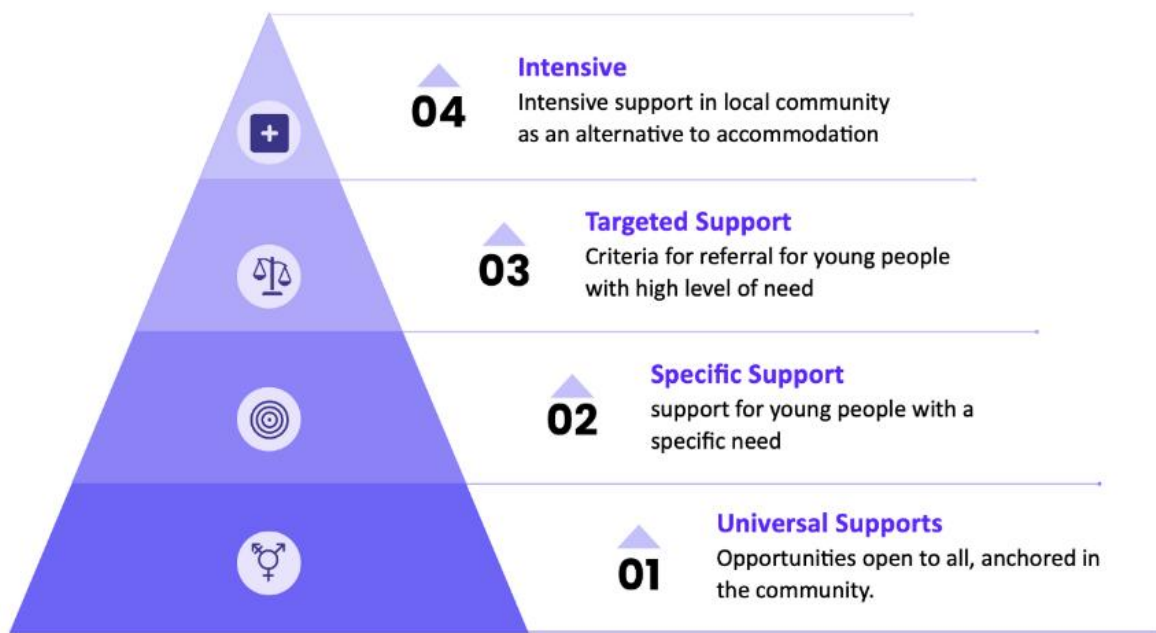 Intensive
04
Intensive support in local community
as an alternative to accommodation
Targeted Support
03
Criteria for referral for young people
with high level of need
Specific Support
02
support for young people with a
specific need
Universal Supports
01
Opportunities open to all, anchored in
the community.